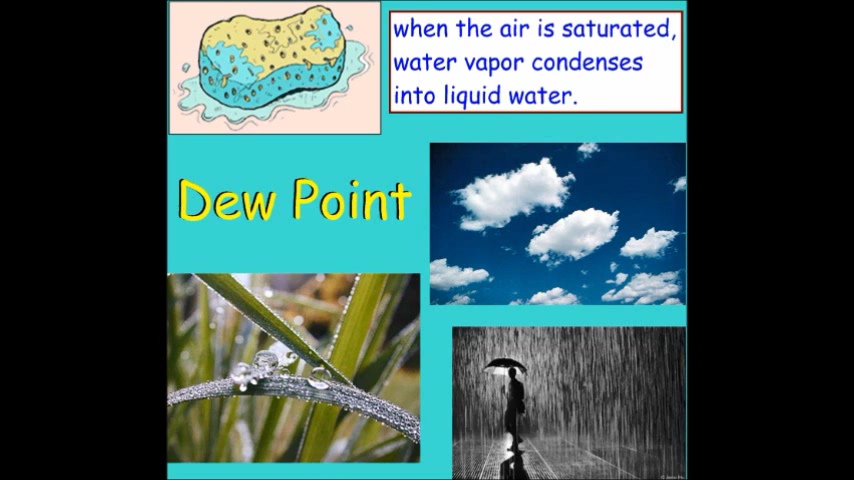 when the air is saturated,
water vapor condenses
into liquid water.
Dew Point